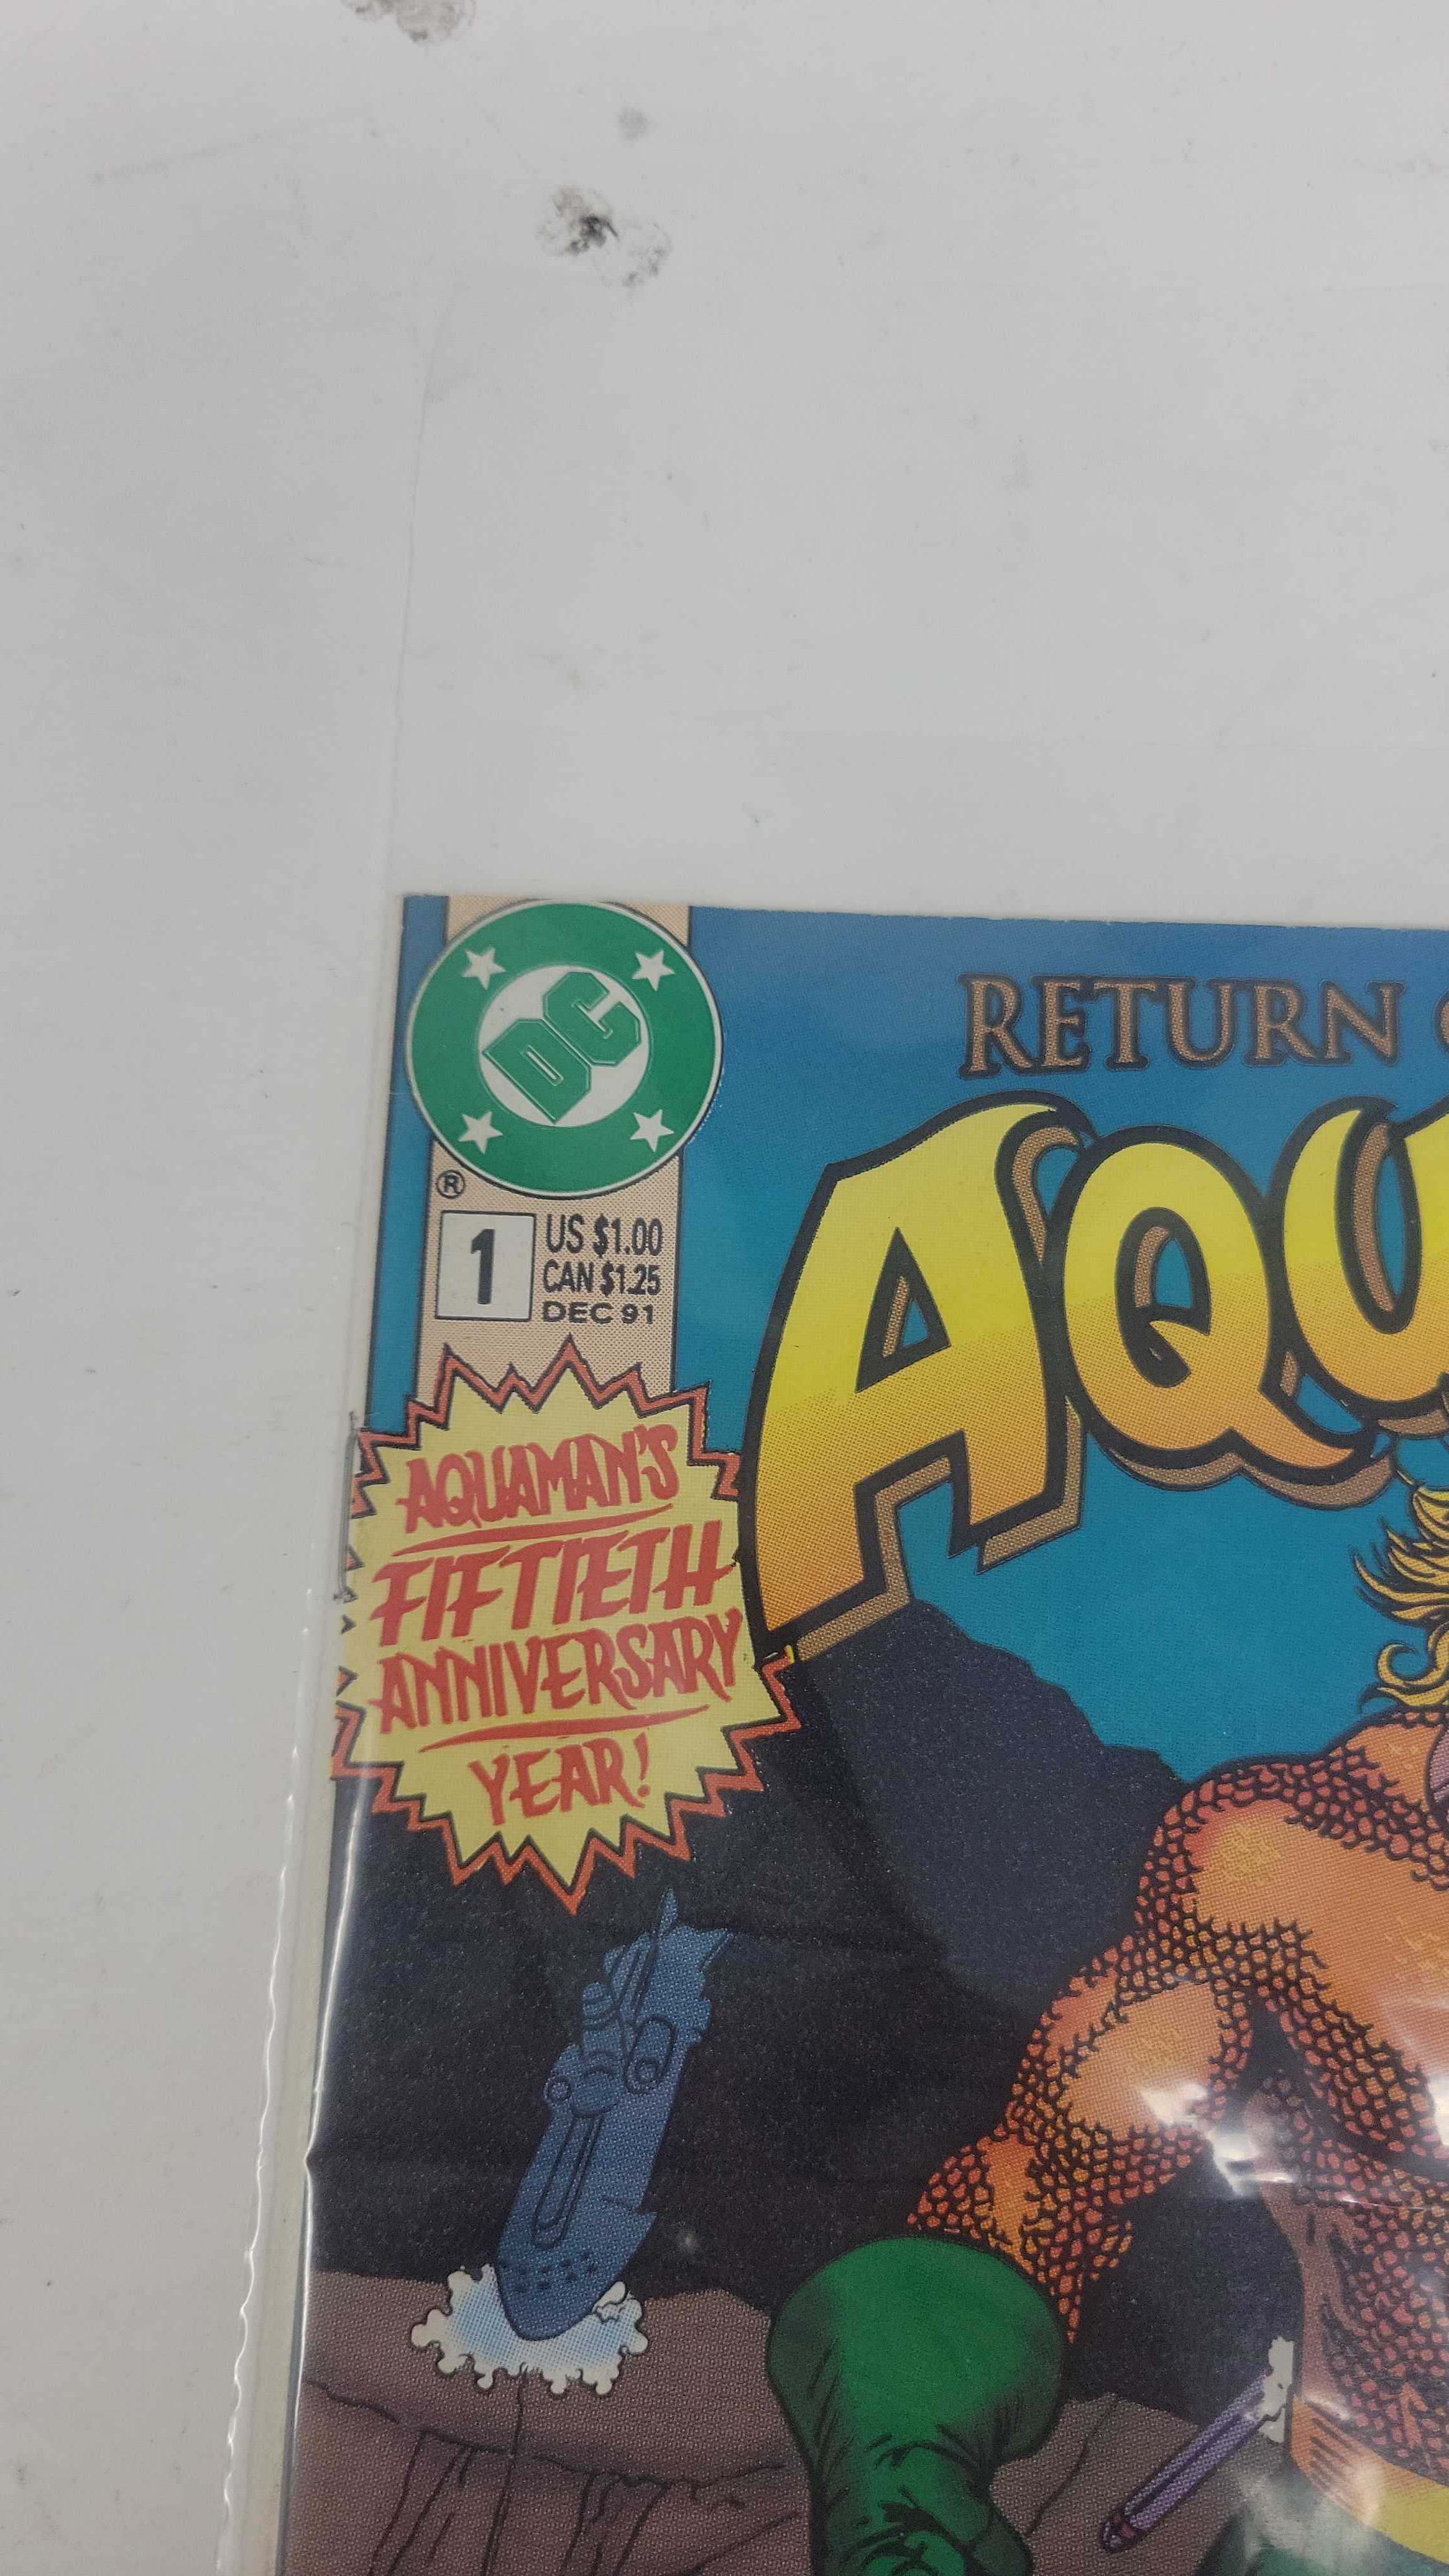 DC
®
RETURN
AQU
1
US $1.00
CAN $1.25
DEC 91
AQUAMAN'S
FIFTIETH
ANNIVERSARY
YEAR!